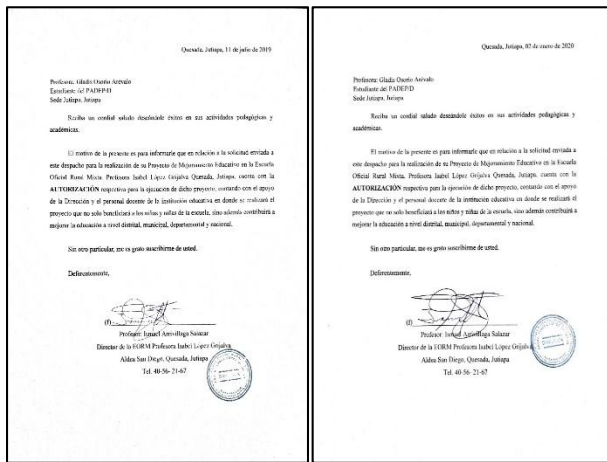 Quesada, Jutiapa, 11 de julio de 2019
Profesora: Gladis Osorio Arévalo
Estudiante del PADEP/D
Sede Jutiapa, Jutiapa
Reciba un cordial saludo deseándole éxitos en sus actividades pedagógicas y
académicas.
El motivo de la presente es para informarle que en relación a la solicitud enviada a
este despacho para la realización de su Proyecto de Mejoramiento Educativo en la Escuela
Oficial Rural Mixta Profesora Isabel López Grijalva Quesada, Jutiapa, cuenta con la
AUTORIZACIÓN respectiva para la ejecución de dicho proyecto, contando con el apoyo
de la Dirección y el personal docente de la institución educativa en donde se realizará el
proyecto que no solo beneficiará a los niños y niñas de la escuela, sino además contribuirá a
mejorar la educación a nivel distrital, municipal, departamental y nacional.
Sin otro particular, me es grato suscribirme de usted.
Deferentemente,
(f)
Profesor: Ismael Arrivillaga Salazar
Director de la EORM Profesora Isabel López Grijalva
Aldea San Diego, Quesada, Jutiapa
Tel. 40-56- 21-67
Quesada, Jutiapa, 02 de enero de 2020
Profesora: Gladis Osorio Arévalo
Estudiante del PADEP/D
Sede Jutiapa, Jutiapa
Reciba un cordial saludo deseándole éxitos en sus actividades pedagógicas y
académicas.
El motivo de la presente es para informarle que en relación a la solicitud enviada a
este despacho para la realización de su Proyecto de Mejoramiento Educativo en la Escuela
Oficial Rural Mixta, Profesora Isabel López Grijalva Quesada, Jutiapa, cuenta con la
AUTORIZACIÓN respectiva para la ejecución de dicho proyecto, contando con el apoyo
de la Dirección y el personal docente de la institución educativa en donde se realizará el
proyecto que no solo beneficiará a los niños y niñas de la escuela, sino además contribuirá a
mejorar la educación a nivel distrital, municipal, departamental y nacional.
Sin otro particular, me es grato suscribirme de usted.
Deferentemente,
(f)
Profesor: Ismael Arrivillaga Salazar
Director de la EORM Profesora Isabel López Grijalva
Aldea San Diego, Quesada, Jutiapa
Tel. 40-56- 21-67